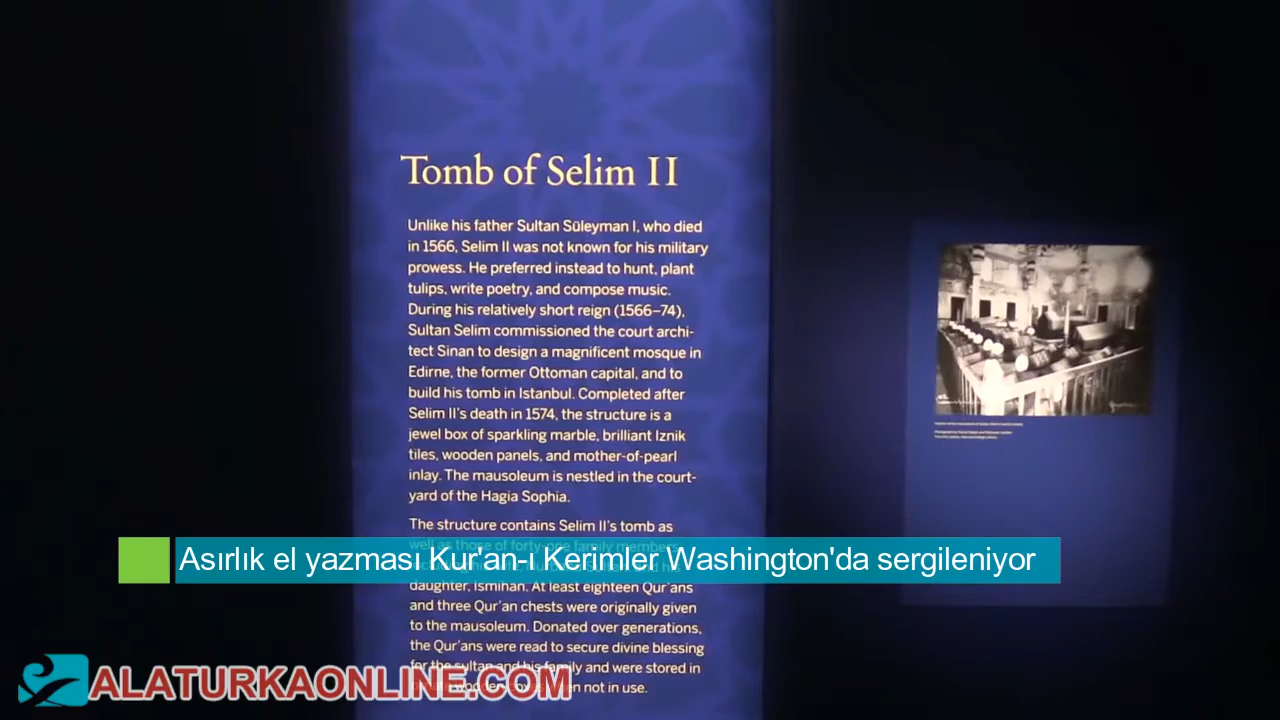 Tomb of Selim II
Unlike his father Sultan Süleyman I, who died
in 1566, Selim II was not known for his military
prowess. He preferred instead to hunt, plant
tulips, write poetry, and compose music.
During his relatively short reign (1566–74),
Sultan Selim commissioned the court archi-
tect Sinan to design a magnificent mosque in
Edirne, the former Ottoman capital, and to
build his tomb in Istanbul. Completed after
Selim II's death in 1574, the structure is a
jewel box of sparkling marble, brilliant Iznik
tiles, wooden panels, and mother-of-pearl
inlay. The mausoleum is nestled in the court-
yard of the Hagia Sophia.
The structure contains Selim II's tomb as
well as those of forty-one family members,
Asırlık el yazması Kur'an-ı Kerimler Washington'da sergileniyor
daughter, Ismihan. At least eighteen Qur'ans
and three Qur'an chests were originally given
to the mausoleum. Donated over generations,
the Qur'ans were read to secure divine blessing
for the sultan and his family and were stored in
not in use.
ALATURKAONLINE.COM